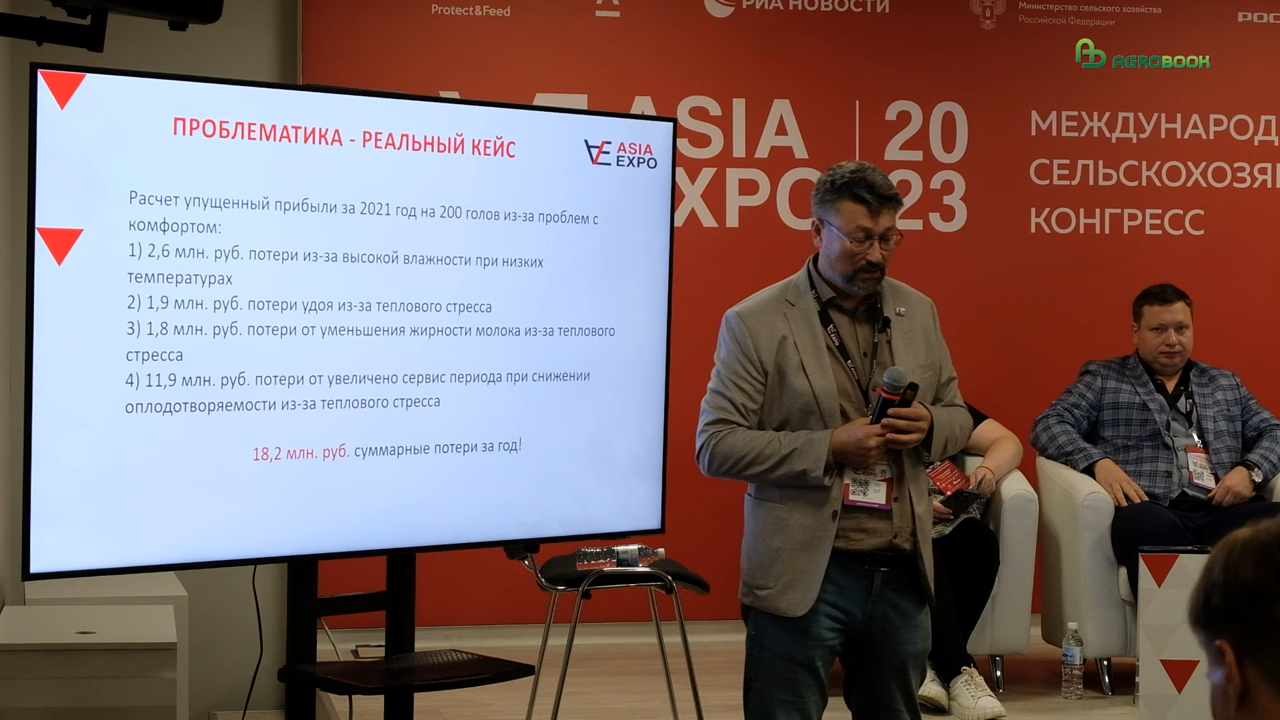 Protect&Feed
РИА НОВОСТИ
Министерство сельского хозяйства
Российской Федерации
AGROBOOK
ASIA
20
23
МЕЖДУНАРОД
СЕЛЬСКОХОЗЯ
КОНГРЕСС
ПРОБЛЕМАТИКА - РЕАЛЬНЫЙ КЕЙС
ASIA
EXPO
Расчет упущенный прибыли за 2021 год на 200 голов из-за проблем с
комфортом:
1) 2,6 млн. руб. потери из-за высокой влажности при низких
температурах
2) 1,9 млн. руб. потери удоя из-за теплового стресса
3) 1,8 млн. руб. потери от уменьшения жирности молока из-за теплового
стресса
4) 11,9 млн. руб. потери от увеличено сервис периода при снижении
оплодотворяемости из-за теплового стресса
18,2 млн. руб. суммарные потери за год!